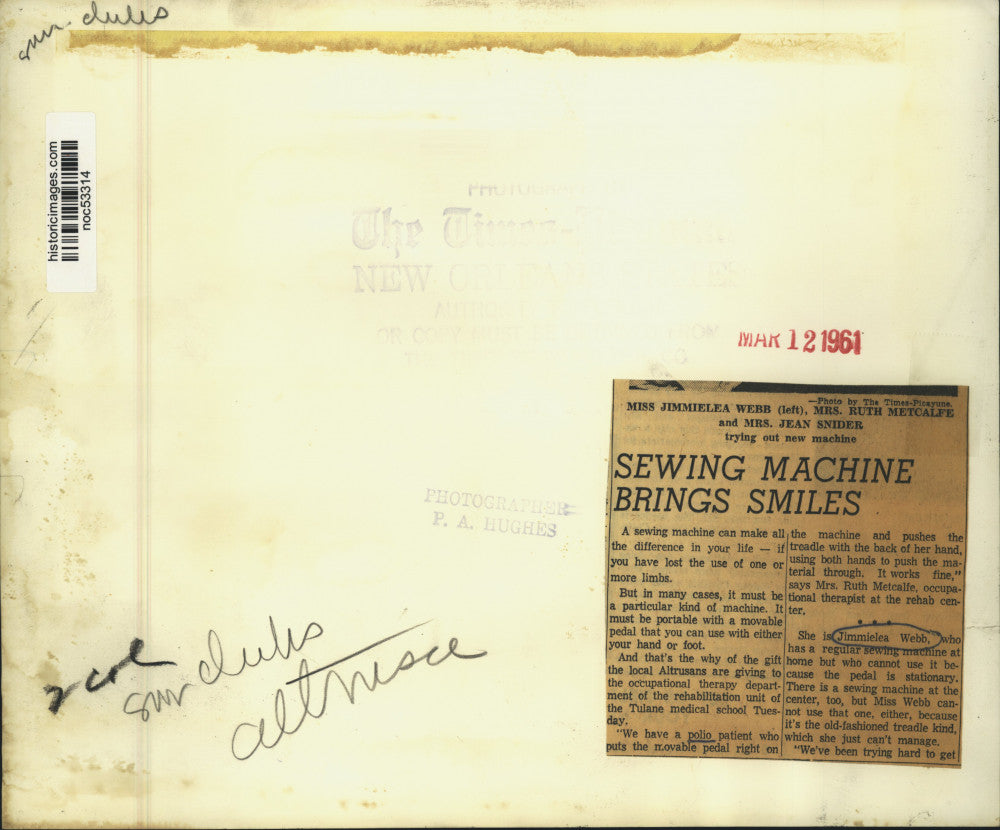 clubs
historicimages.com
noc53314
The Times-
NEW ORLEANS STATES
OR COPY MUST BE OBTAINED FROM
MAR 12 1961
—Photo by The Times-Picayune.
MISS JIMMIELEA WEBB (left), MRS. RUTH METCALFE
and MRS. JEAN SNIDER
trying out new machine
SEWING MACHINE
BRINGS SMILES
A sewing machine can make all
the difference in your life — if
you have lost the use of one or
more limbs.
But in many cases, it must be
a particular kind of machine. It
must be portable with a movable
pedal that you can use with either
your hand or foot.
And that's the why of the gift
the local Altrusans are giving to
the occupational therapy depart-
ment of the rehabilitation unit of
the Tulane medical school Tues-
day.
"We have a polio patient who
puts the movable pedal right on
the machine and pushes the
treadle with the back of her hand,
using both hands to push the ma-
terial through. It works fine,"
says Mrs. Ruth Metcalfe, occupa-
tional therapist at the rehab cen-
ter.
• • •
She is Jimmielea Webb, who
has a regular sewing machine at
home but who cannot use it be-
cause the pedal is stationary.
There is a sewing machine at the
center, too, but Miss Webb can-
not use that one, either, because
it's the old-fashioned treadle kind,
which she just can't manage.
"We've been trying hard to get
PHOTOGRAPHER
P. A. HUGHES
clubs